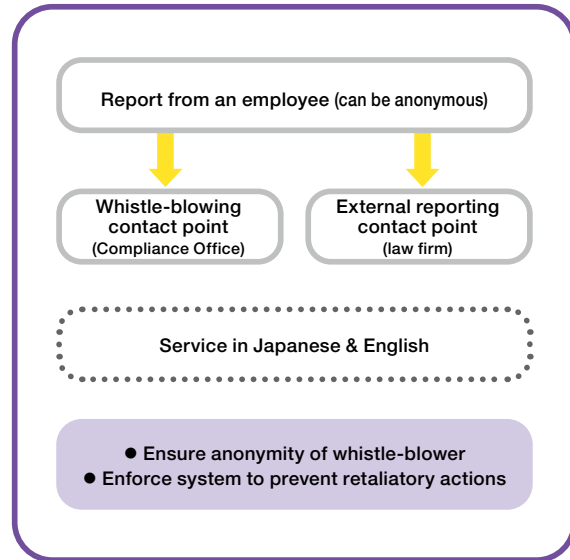 Report from an employee (can be anonymous)
Whistle-blowing
contact point
(Compliance Office)
External reporting
contact point
(law firm)
Service in Japanese & English
● Ensure anonymity of whistle-blower
● Enforce system to prevent retaliatory actions